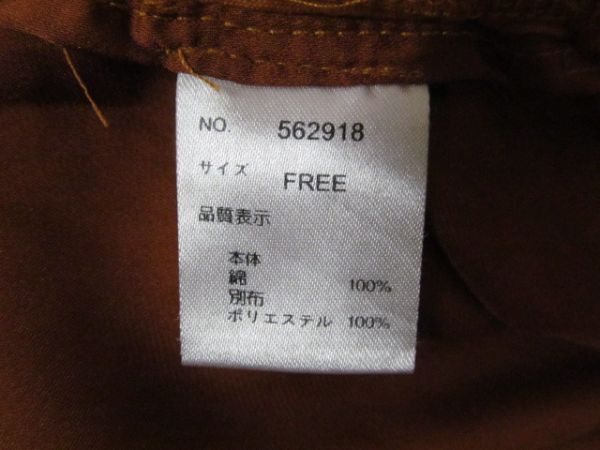 NO. 562918
サイズ FREE
品質表示
本体
綿 100%
別布
ポリエステル 100%